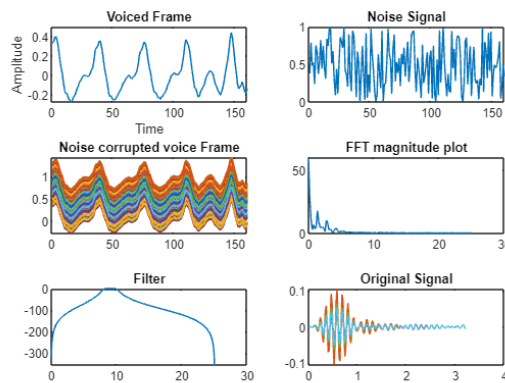 Voiced Frame
0.4
0.2
0
-0.2
Amplitude
0 50 100 150
Time
Noise Signal
1
0.5
0
0 50 100 150
Noise corrupted voice Frame
1
0.5
0
0 50 100 150
FFT magnitude plot
60
40
20
0
0 10 20 30
Filter
0
-100
-200
-300
0 10 20 30
Original Signal
0.1
0
-0.1
0 1 2 3 4